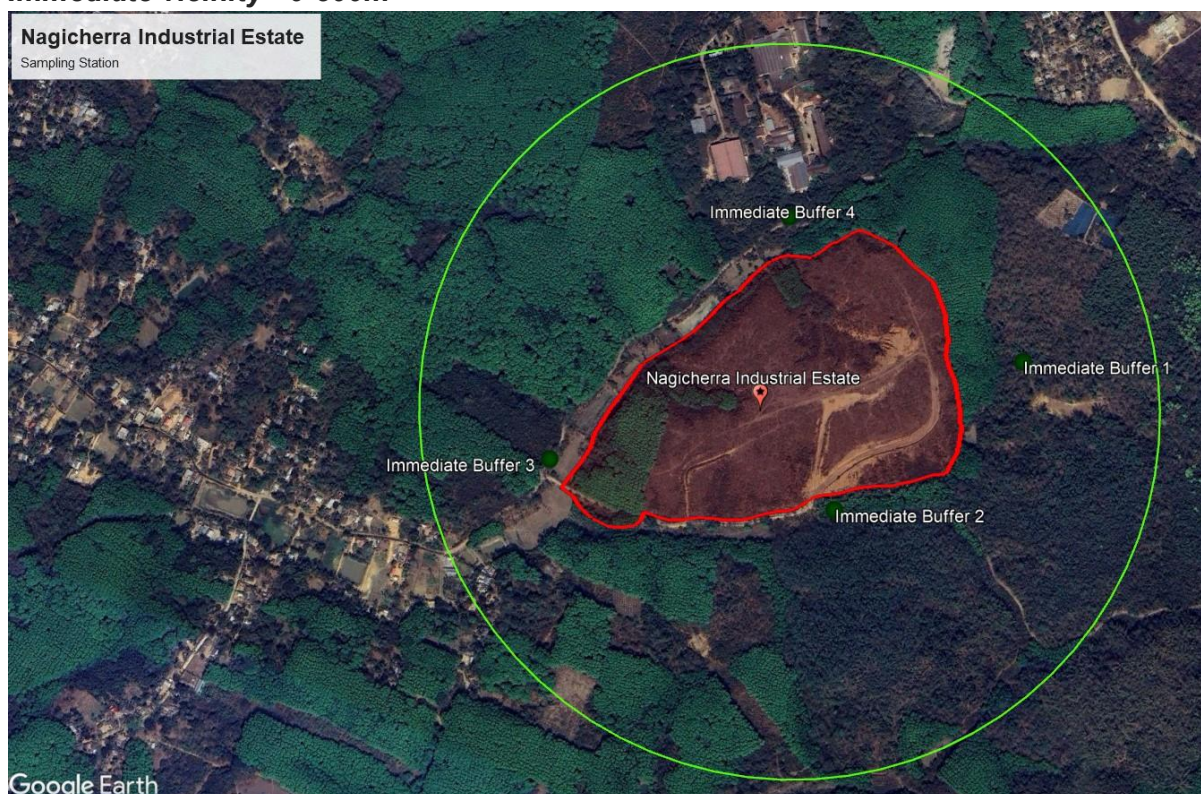 Nagicherra Industrial Estate
Sampling Station
Immediate Buffer 4
Immediate Buffer 1
Nagicherra Industrial Estate
Immediate Buffer 3
Immediate Buffer 2
Google Earth